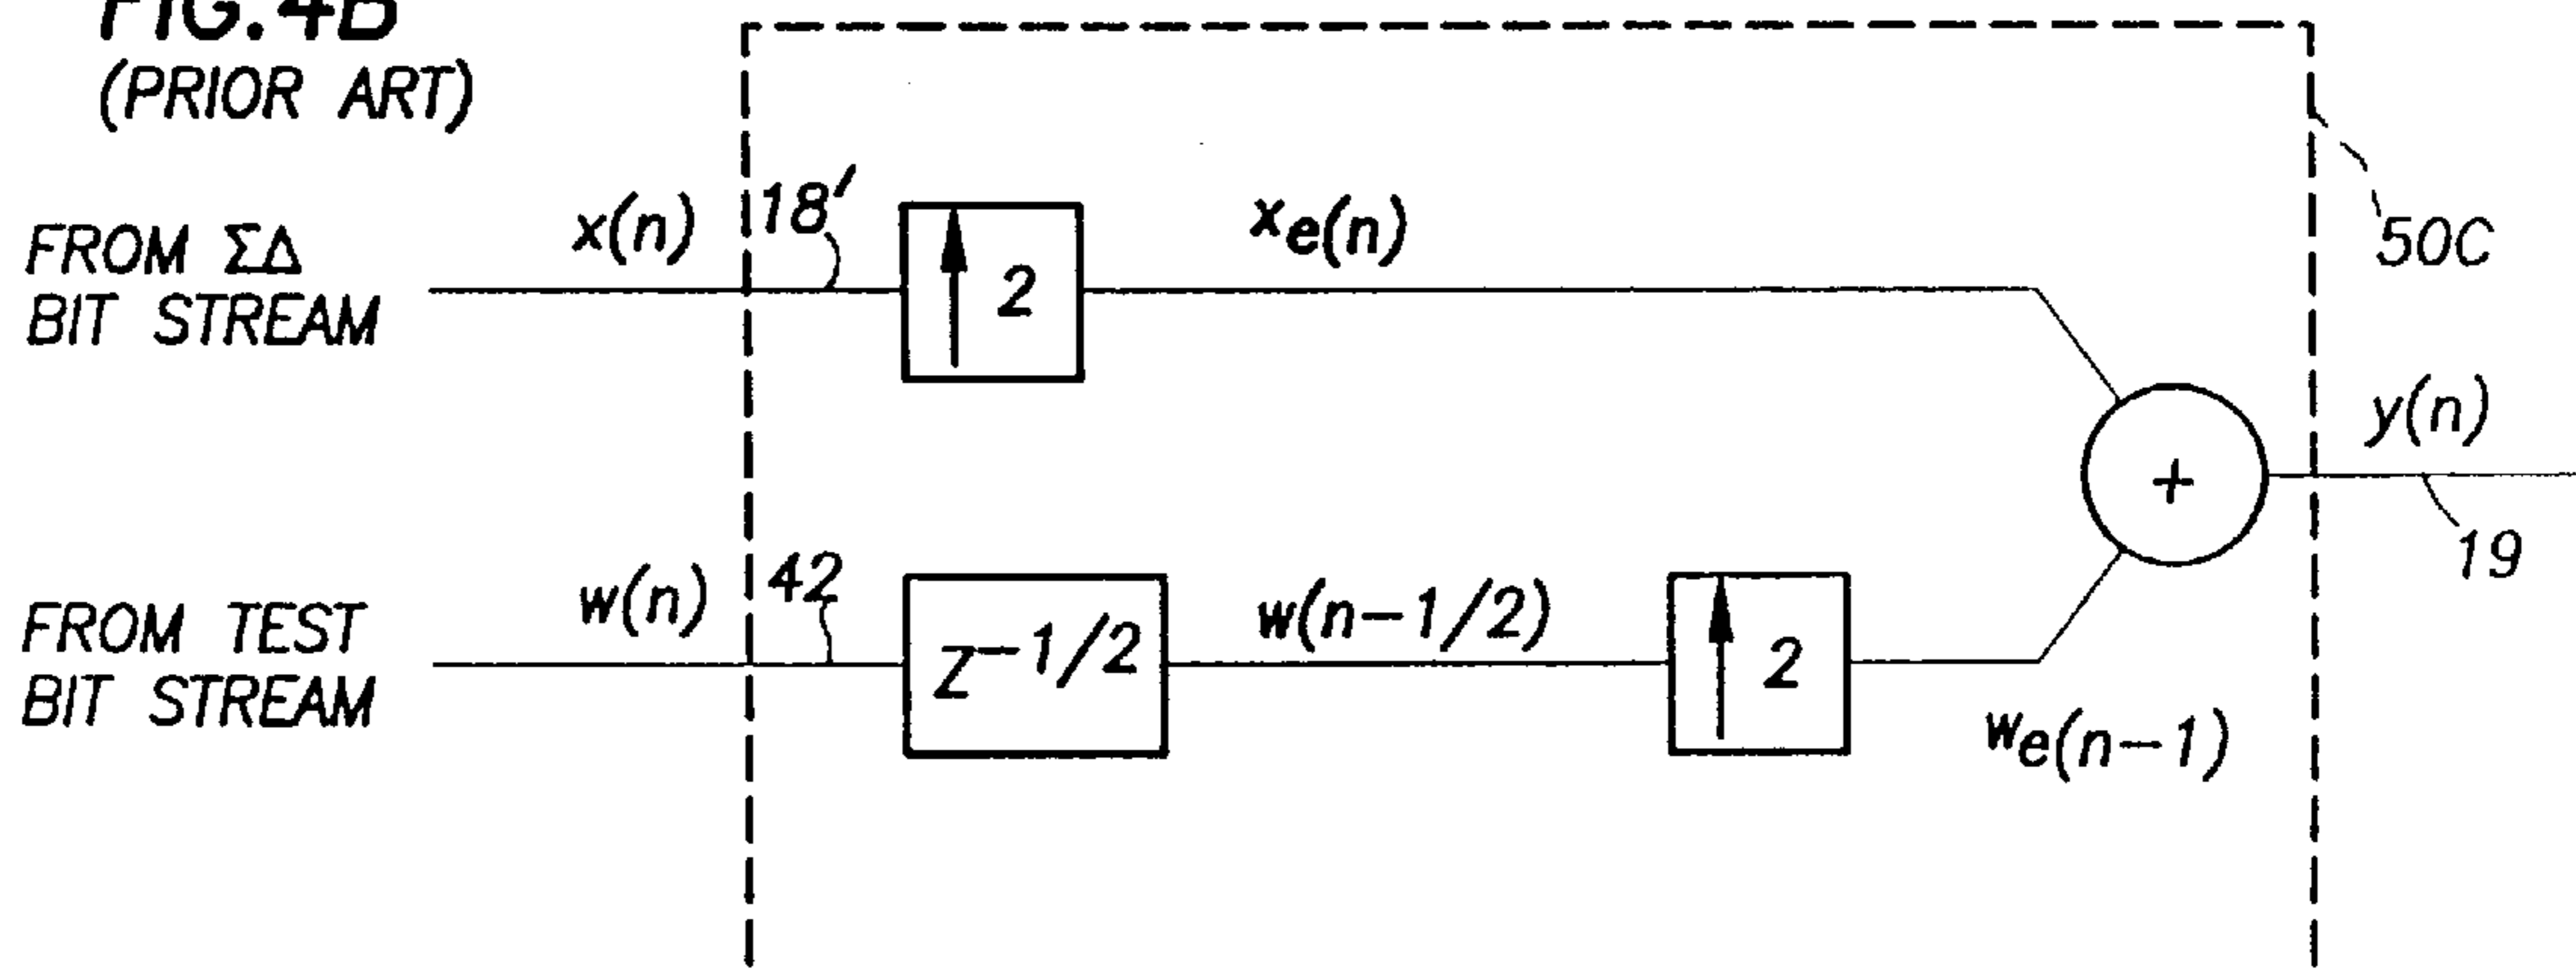 FIG.4B
(PRIOR ART)
FROM ΣΔ
BIT STREAM
x(n)
18'
2
xe(n)
50C
y(n)
+
19
FROM TEST
BIT STREAM
w(n)
42
Z−1/2
w(n−1/2)
2
we(n−1)